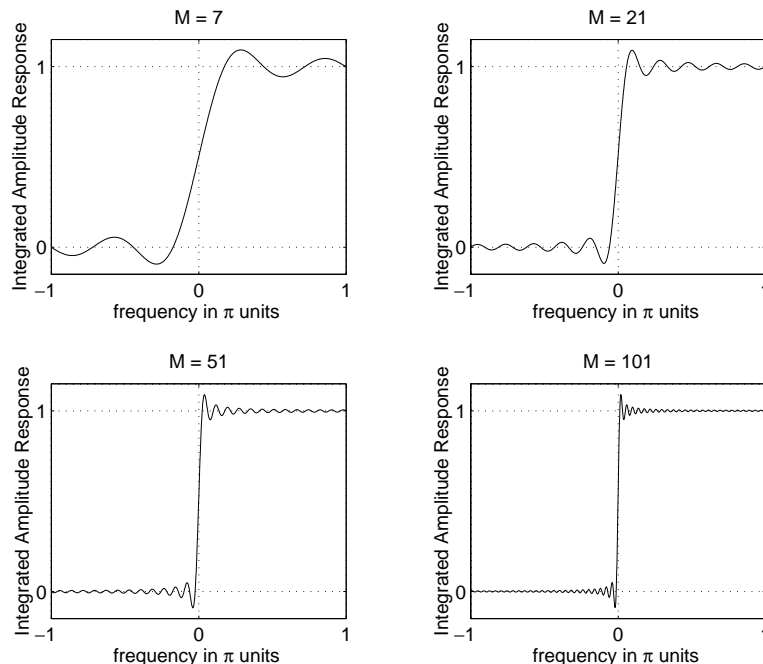 M = 7
Integrated Amplitude Response
1
0
−1
0
1
frequency in π units
M = 21
Integrated Amplitude Response
1
0
−1
0
1
frequency in π units
M = 51
Integrated Amplitude Response
1
0
−1
0
1
frequency in π units
M = 101
Integrated Amplitude Response
1
0
−1
0
1
frequency in π units